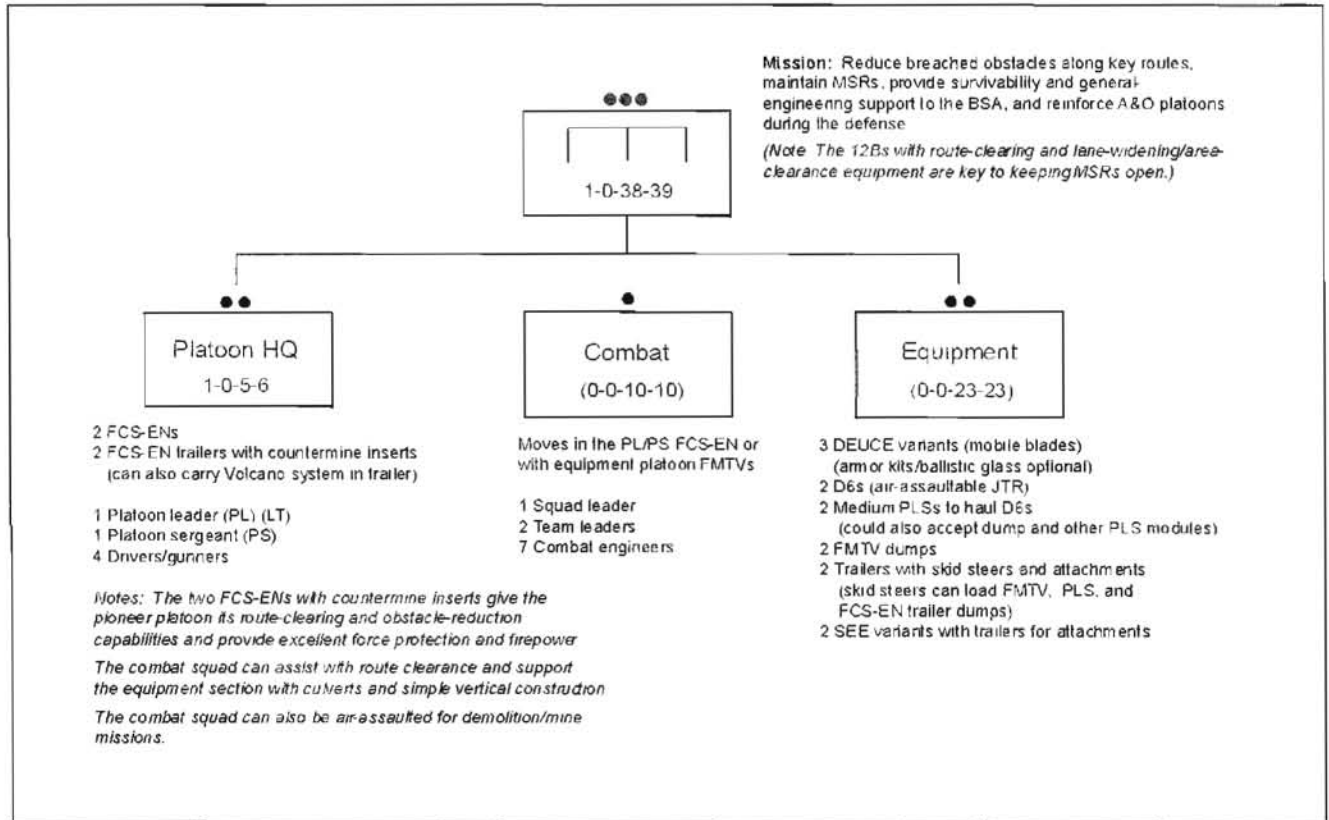 Mission: Reduce breached obstacles along key routes,
maintain MSRs, provide survivability and general-
engineering support to the BSA, and reinforce A&O platoons
during the defense
(Note The 12Bs with route-clearing and lane-widening/area-
clearance equipment are key to keeping MSRs open.)
1-0-38-39
Platoon HQ
1-0-5-6
2 FCS-ENs
2 FCS-EN trailers with countermine inserts
(can also carry Volcano system in trailer)
1 Platoon leader (PL) (LT)
1 Platoon sergeant (PS)
4 Drivers/gunners
Notes: The two FCS-ENs with countermine inserts give the
pioneer platoon its route-clearing and obstacle-reduction
capabilities and provide excellent force protection and firepower
The combat squad can assist with route clearance and support
the equipment section with culverts and simple vertical construction
The combat squad can also be air-assaulted for demolition/mine
missions.
Combat
(0-0-10-10)
Moves in the PL/PS FCS-EN or
with equipment platoon FMTVs
1 Squad leader
2 Team leaders
7 Combat engineers
Equipment
(0-0-23-23)
3 DEUCE variants (mobile blades)
(armor kits/ballistic glass optional)
2 D6s (air-assaultable JTR)
2 Medium PLSs to haul D6s
(could also accept dump and other PLS modules)
2 FMTV dumps
2 Trailers with skid steers and attachments
(skid steers can load FMTV, PLS, and
FCS-EN trailer dumps)
2 SEE variants with trailers for attachments